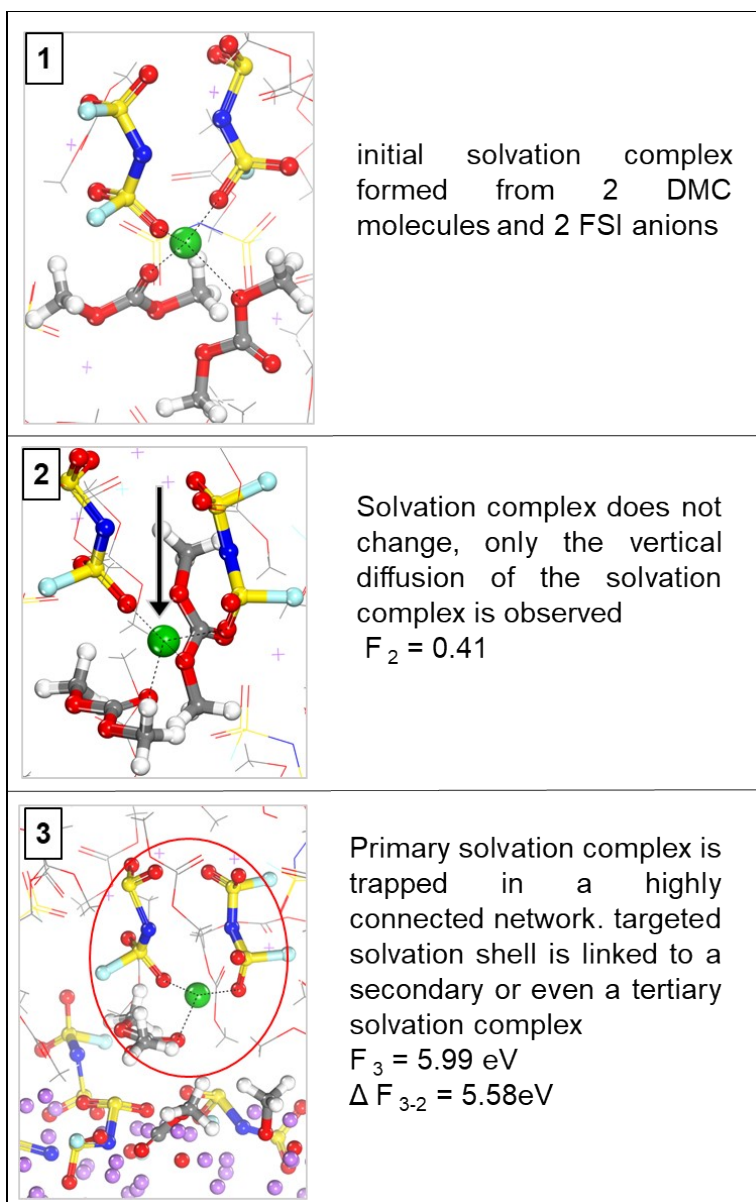 1
initial solvation complex
formed from 2 DMC
molecules and 2 FSI anions
2
Solvation complex does not
change, only the vertical
diffusion of the solvation
complex is observed
F 2 = 0.41
3
Primary solvation complex is
trapped in a highly
connected network. targeted
solvation shell is linked to a
secondary or even a tertiary
solvation complex
F 3 = 5.99 eV
Δ F 3-2 = 5.58eV